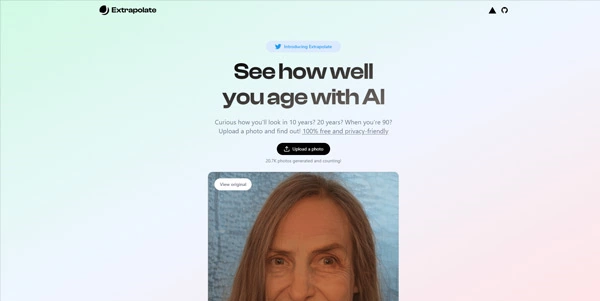 Extrapolate
Introducing Extrapolate
See how well
you age with AI
Curious how you'll look in 10 years? 20 years? When you're 90?
Upload a photo and find out! 100% free and privacy-friendly
Upload a photo
20.7K photos generated and counting!
View original